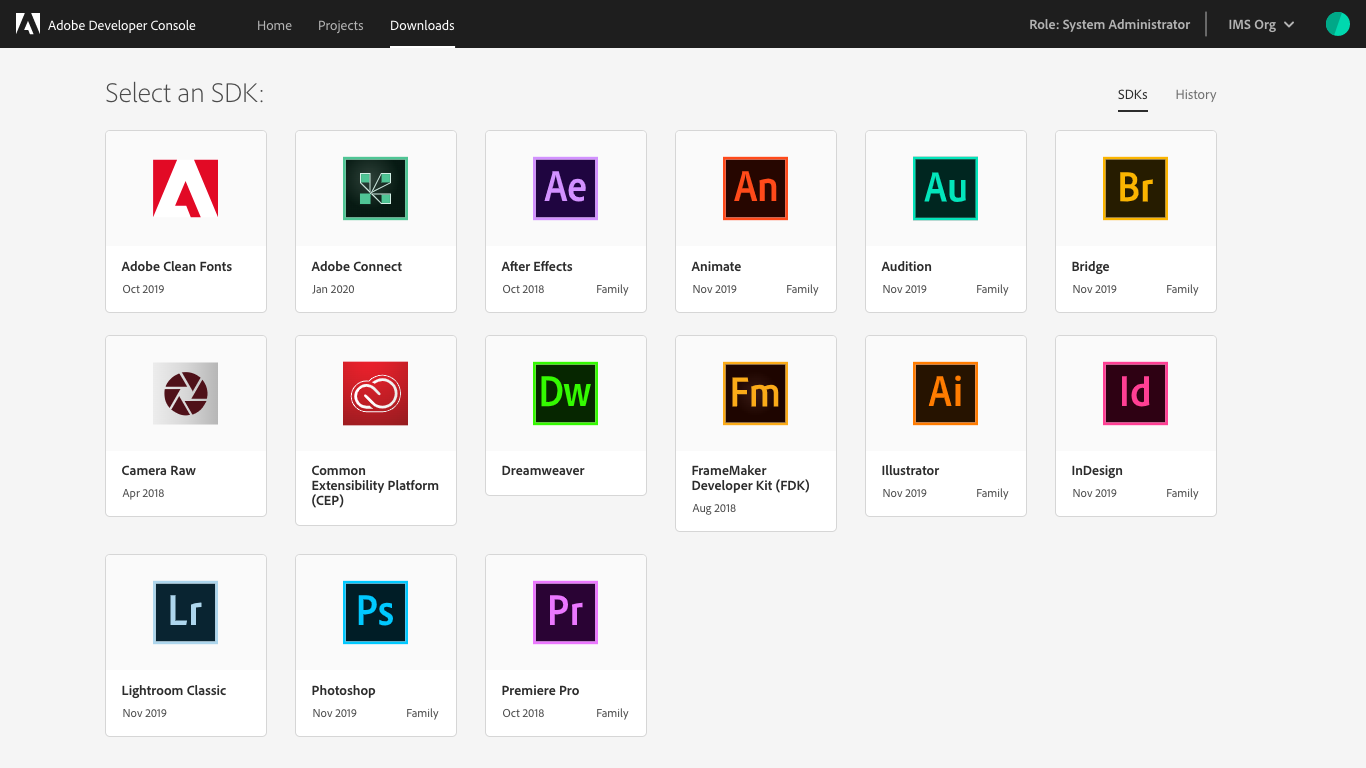 Adobe Developer Console
Home
Projects
Downloads
Role: System Administrator
IMS Org
Select an SDK:
SDKs
History
Adobe Clean Fonts
Oct 2019
Adobe Connect
Jan 2020
Ae
After Effects
Oct 2018 Family
An
Animate
Nov 2019 Family
Au
Audition
Nov 2019 Family
Br
Bridge
Nov 2019 Family
Camera Raw
Apr 2018
Common
Extensibility Platform
(CEP)
Dw
Dreamweaver
Fm
FrameMaker
Developer Kit (FDK)
Aug 2018
Ai
Illustrator
Nov 2019 Family
Id
InDesign
Nov 2019 Family
Lr
Lightroom Classic
Nov 2019
Ps
Photoshop
Nov 2019 Family
Pr
Premiere Pro
Oct 2018 Family